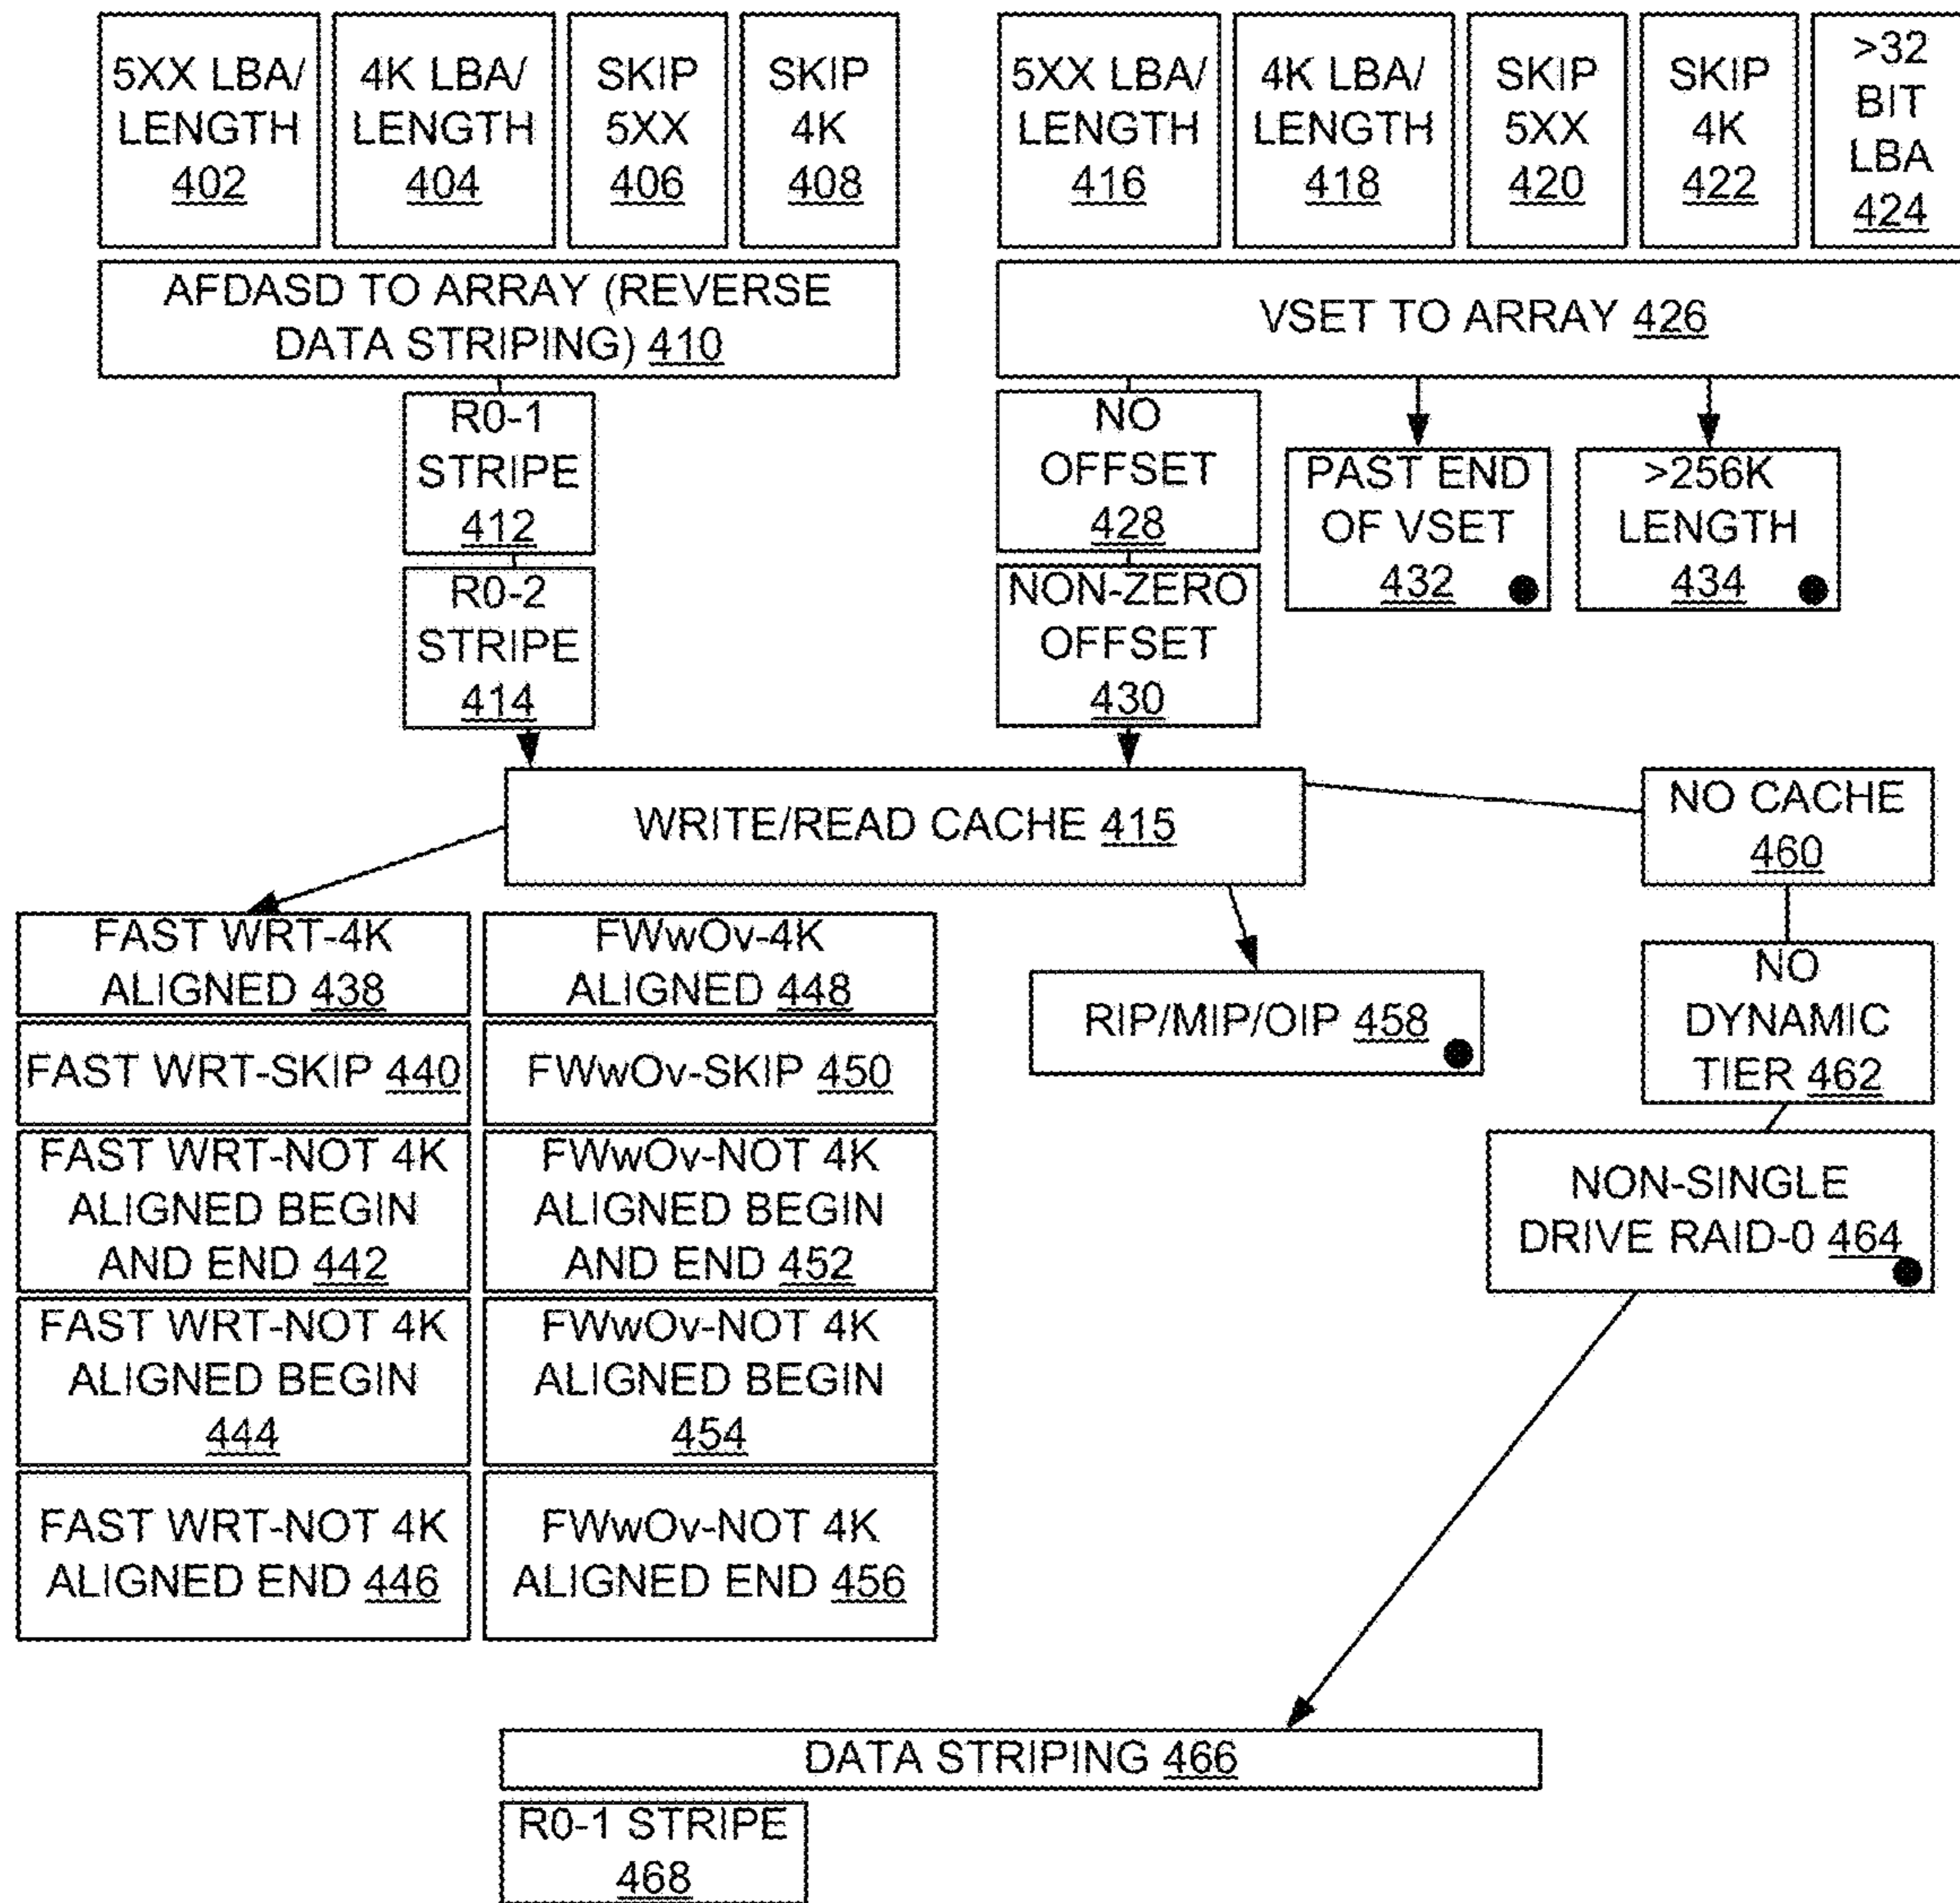 5XX LBA/
LENGTH
402
4K LBA/
LENGTH
404
SKIP
5XX
406
SKIP
4K
408
5XX LBA/
LENGTH
416
4K LBA/
LENGTH
418
SKIP
5XX
420
SKIP
4K
422
>32
BIT
LBA
424
AFDASD TO ARRAY (REVERSE
DATA STRIPING) 410
VSET TO ARRAY 426
R0-1
STRIPE
412
R0-2
STRIPE
414
NO
OFFSET
428
NON-ZERO
OFFSET
430
PAST END
OF VSET
432
>256K
LENGTH
434
WRITE/READ CACHE 415
NO CACHE
460
FAST WRT-4K
ALIGNED 438
FWwOv-4K
ALIGNED 448
FAST WRT-SKIP 440
FWwOv-SKIP 450
FAST WRT-NOT 4K
ALIGNED BEGIN
AND END 442
FWwOv-NOT 4K
ALIGNED BEGIN
AND END 452
FAST WRT-NOT 4K
ALIGNED BEGIN
444
FWwOv-NOT 4K
ALIGNED BEGIN
454
FAST WRT-NOT 4K
ALIGNED END 446
FWwOv-NOT 4K
ALIGNED END 456
RIP/MIP/OIP 458
NO
DYNAMIC
TIER 462
NON-SINGLE
DRIVE RAID-0 464
DATA STRIPING 466
R0-1 STRIPE
468